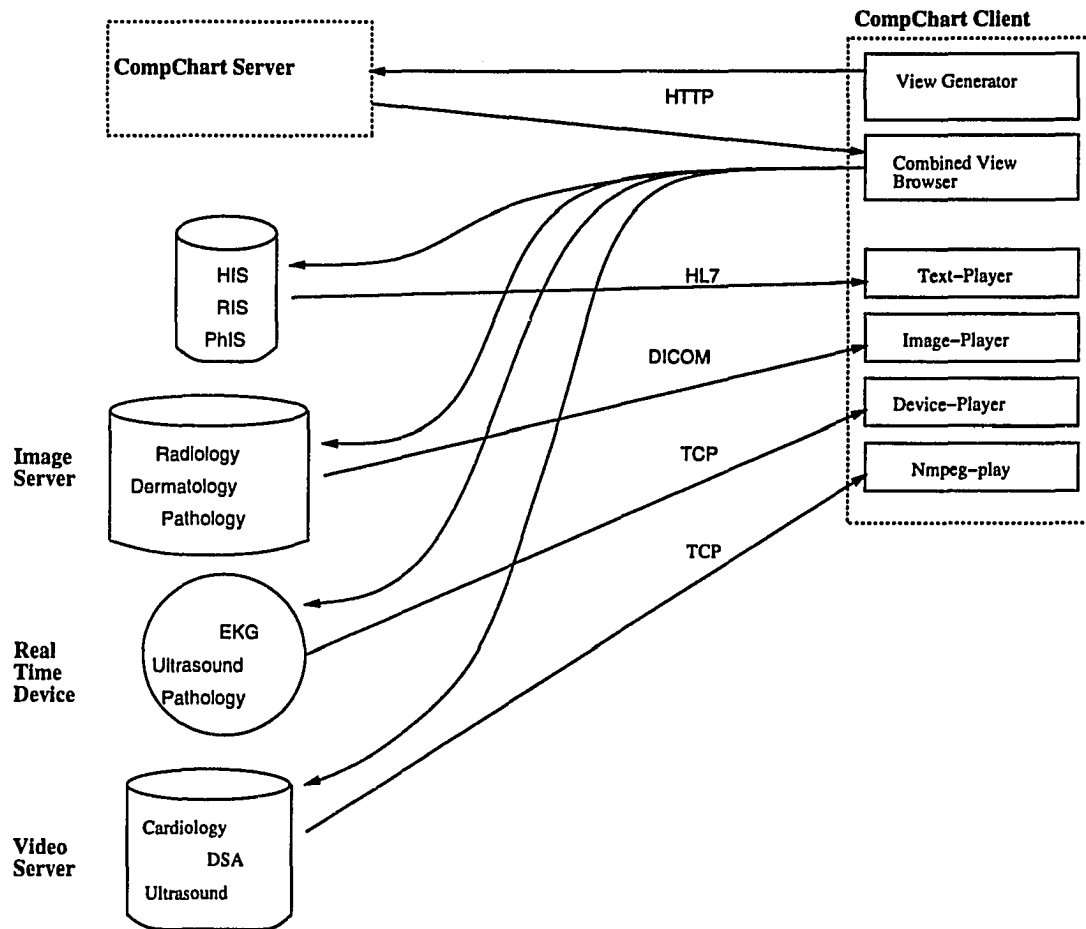 CompChart Client
CompChart Server
View Generator
HTTP
Combined View
Browser
HIS
RIS
PhIS
HL7
Text-Player
DICOM
Image-Player
Image
Server
Radiology
Dermatology
Pathology
TCP
Device-Player
Nmpeg-play
TCP
Real
Time
Device
EKG
Ultrasound
Pathology
Video
Server
Cardiology
DSA
Ultrasound